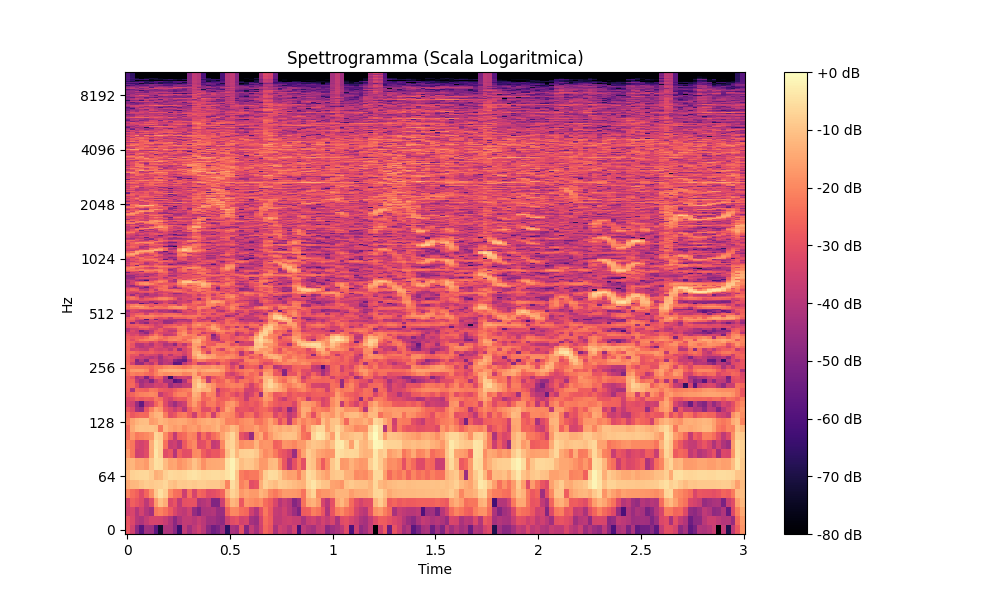 Spettrogramma (Scala Logaritmica)
Hz
8192
4096
2048
1024
512
256
128
64
0
0 0.5 1 1.5 2 2.5 3
Time
+0 dB
-10 dB
-20 dB
-30 dB
-40 dB
-50 dB
-60 dB
-70 dB
-80 dB